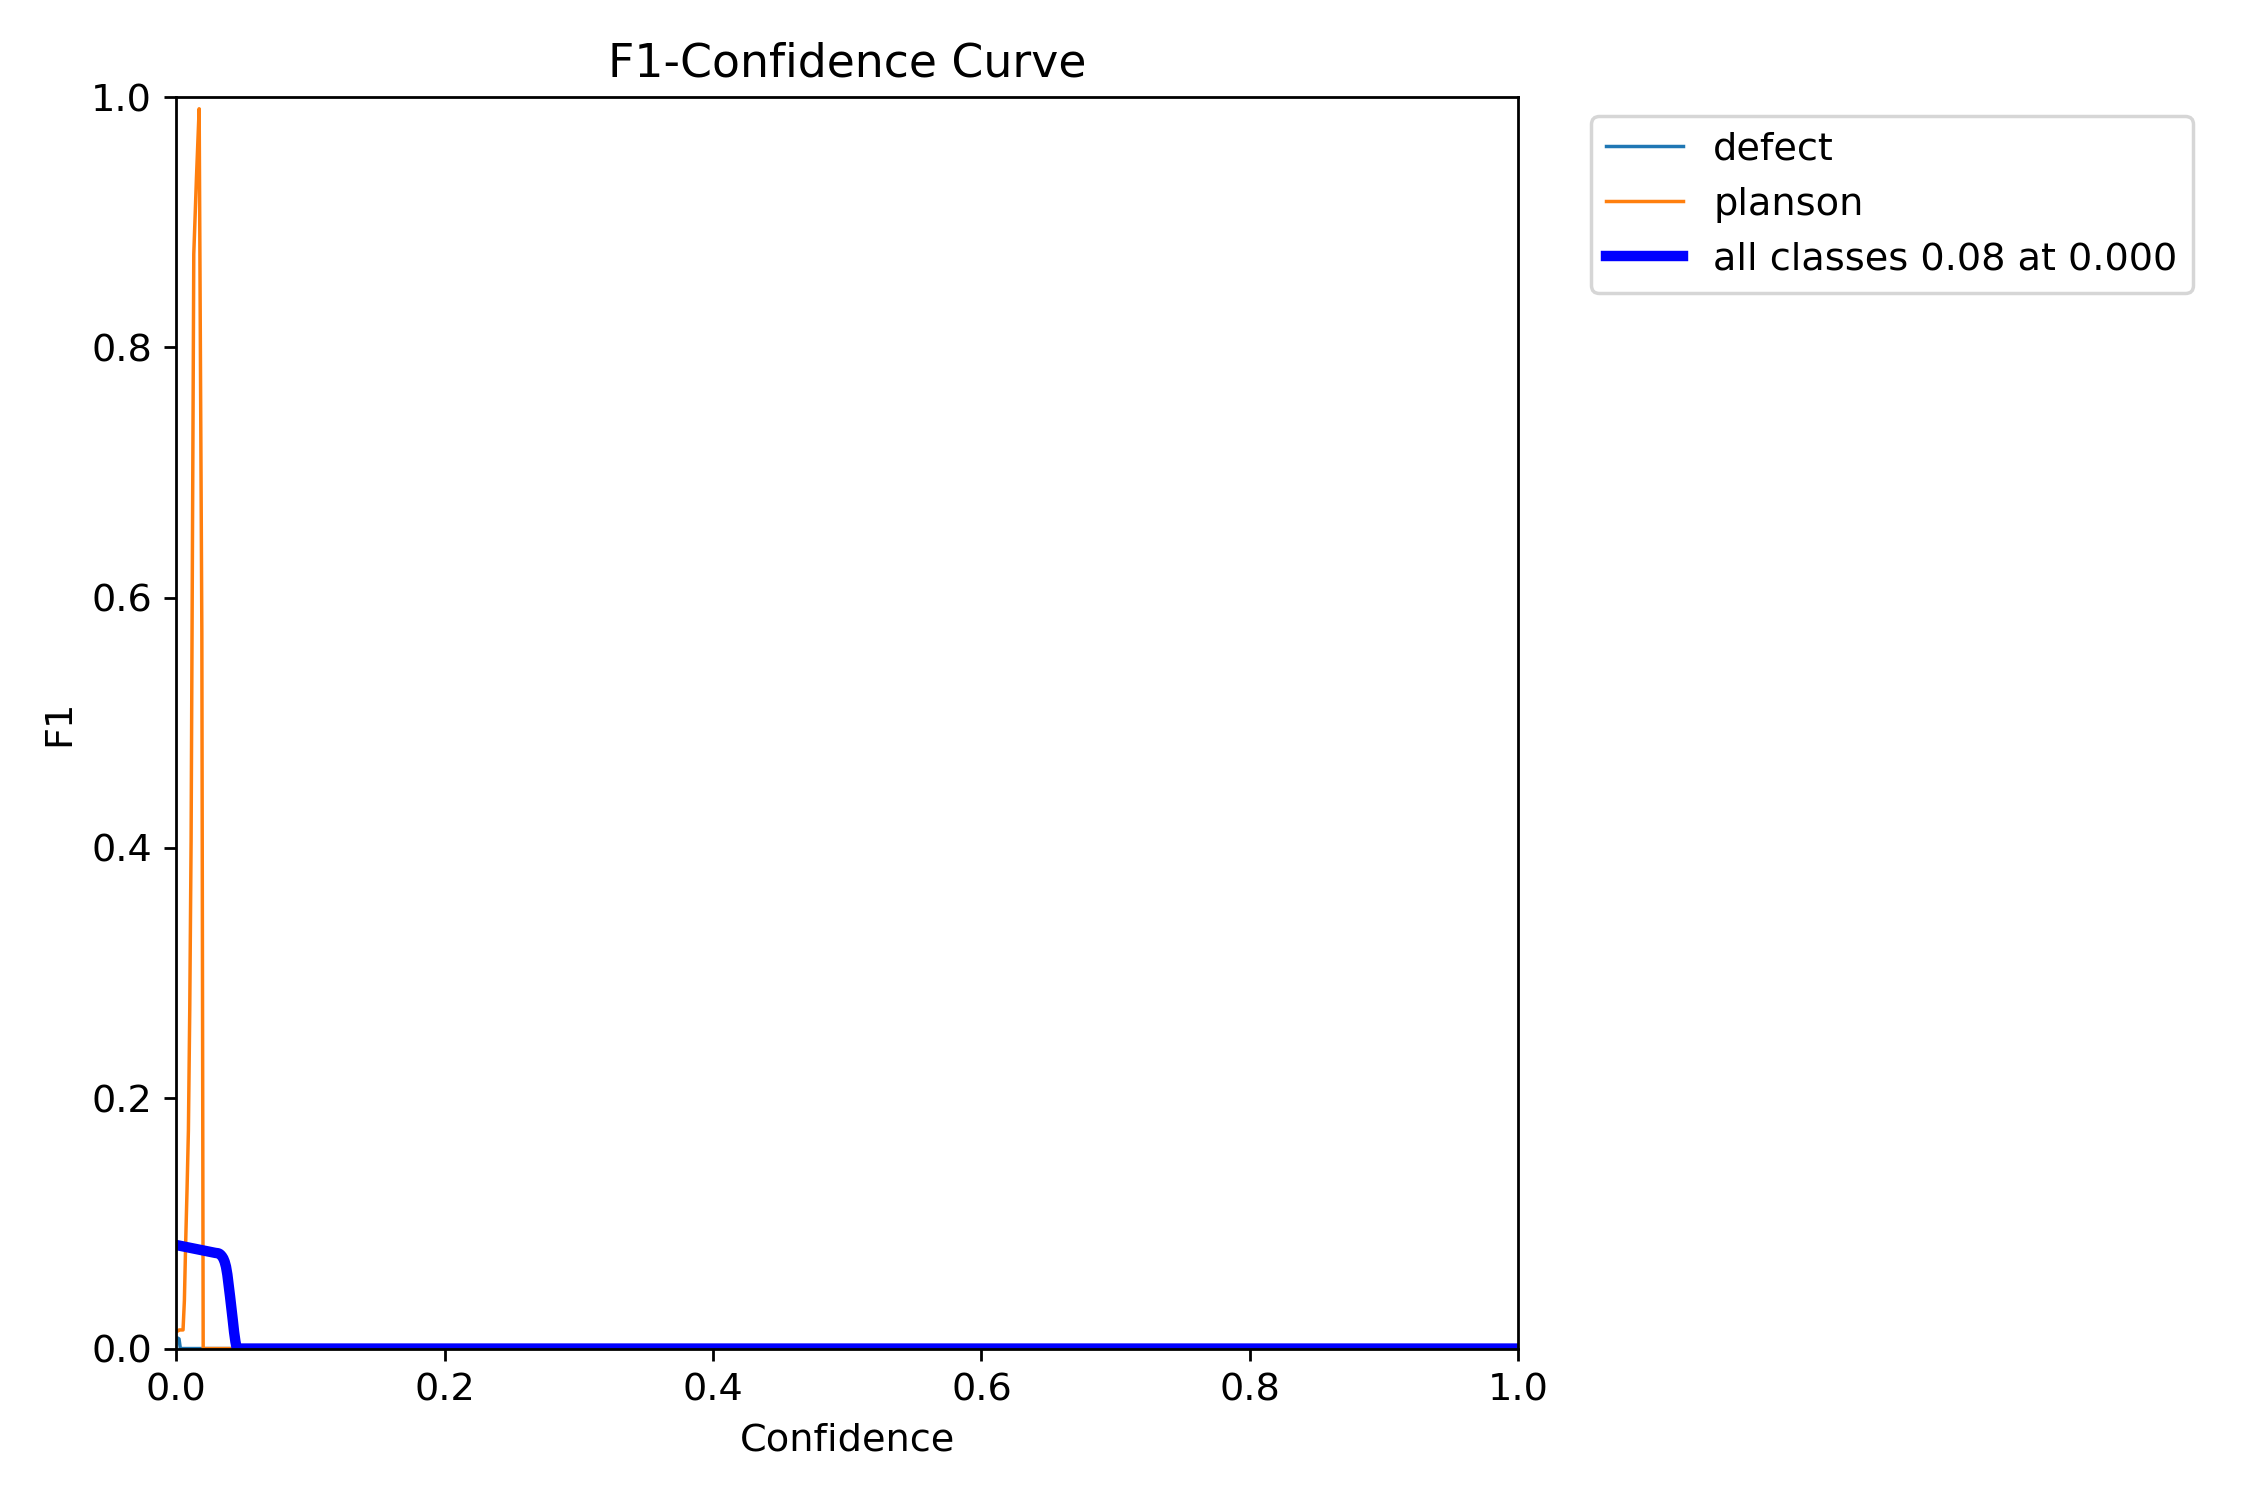 F1-Confidence Curve
1.0
0.8
0.6
0.4
0.2
0.0
F1
0.0 0.2 0.4 0.6 0.8 1.0
Confidence
defect
planson
all classes 0.08 at 0.000